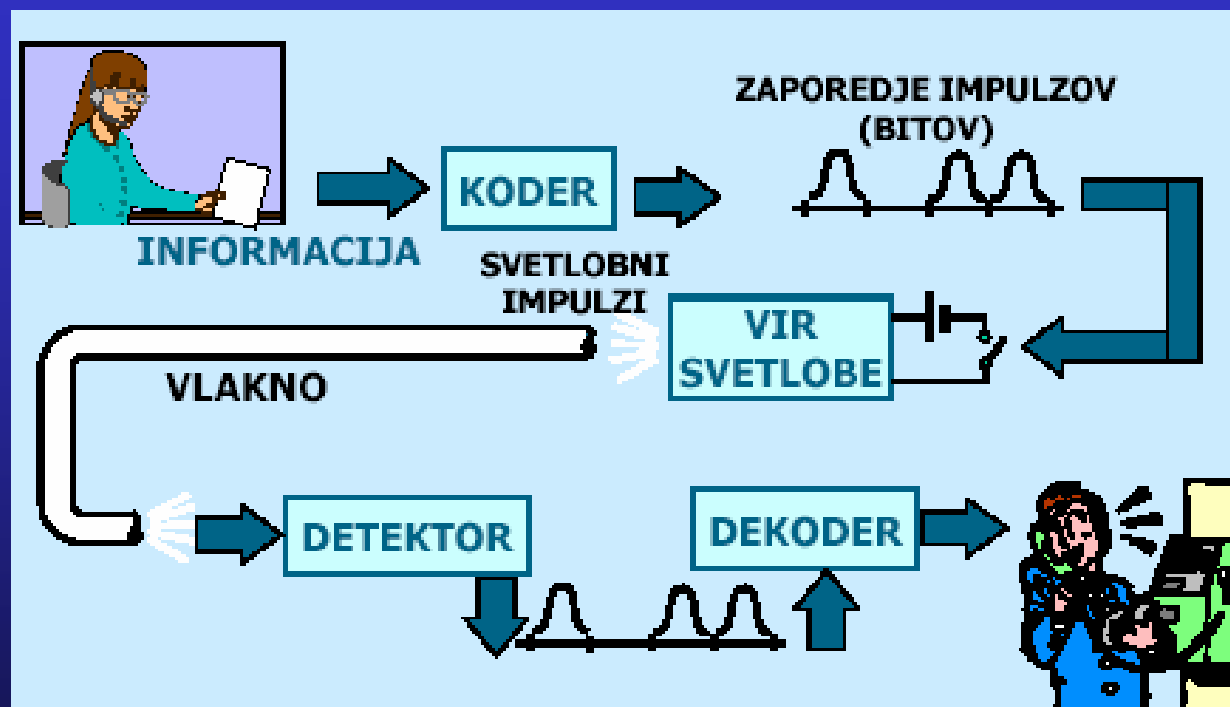 ZAPOREDJE IMPULZOV
(BITOV)
KODER
INFORMACIJA
SVETLOBNI
IMPULZI
VIR
SVETLOBE
VLAKNO
DETEKTOR
DEKODER